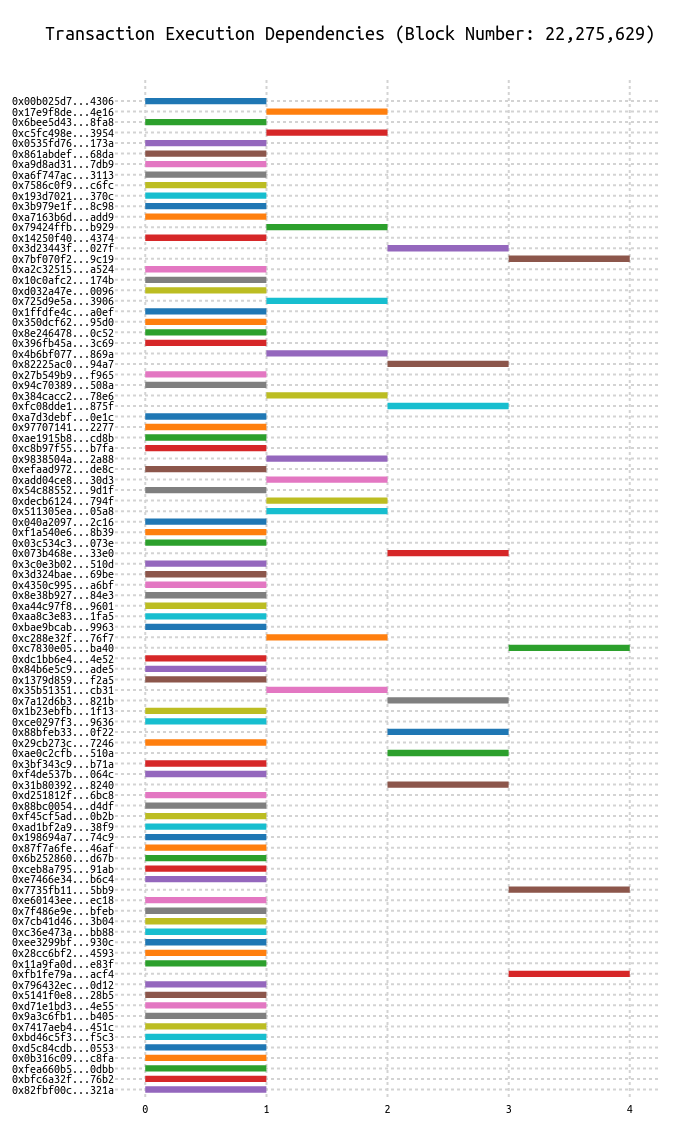 Transaction Execution Dependencies (Block Number: 22,275,629)
0x00b025d7...4306
0x17e9f8de...4e16
0x6bee5d43...8fa8
0xc5fc498e...3954
0x0535fd76...173a
0x861abdef...68da
0xa9d8ad31...7db9
0xa6f747ac...3113
0x7586c0f9...c6fc
0x193d7021...370c
0x3b979e1f...8c98
0xa7163b6d...add9
0x79424ffb...b929
0x14250f40...4374
0x3d23443f...027f
0x7bf070f2...9c19
0xa2c32515...a524
0x10c0afc2...174b
0xd032a47e...0096
0x725d9e5a...3906
0x1ffdfe4c...a0ef
0x350dcf62...95d0
0x8e246478...0c52
0x396fb45a...3c69
0x4b6bf077...869a
0x82225ac0...94a7
0x27b549b9...f965
0x94c70389...508a
0x384cacc2...78e6
0xfc08dde1...875f
0xa7d3debf...0e1c
0x97707141...2277
0xae1915b8...cd8b
0xc8b97f55...b7fa
0x9838504a...2a88
0xefaad972...de8c
0xadd04ce8...30d3
0x54c88552...9d1f
0xdecb6124...794f
0x511305ea...05a8
0x040a2097...2c16
0xf1a540e6...8b39
0x03c534c3...073e
0x073b468e...33e0
0x3c0e3b02...510d
0x3d324bae...69be
0x4350c995...a6bf
0x8e38b927...84e3
0xa44c97f8...9601
0xaa8c3e83...1fa5
0xbae9bcab...9963
0xc288e32f...76f7
0xc7830e05...ba40
0xdc1bb6e4...4e52
0x84b6e5c9...ade5
0x1379d859...f2a5
0x35b51351...cb31
0x7a12d6b3...821b
0x1b23ebfb...1f13
0xce0297f3...9636
0x88bfeb33...0f22
0x29cb273c...7246
0xae0c2cfb...510a
0x3bf343c9...b71a
0xf4de537b...064c
0x31b80392...8240
0xd251812f...6bc8
0x88bc0054...d4df
0xf45cf5ad...0b2b
0xad1bf2a9...38f9
0x198694a7...74c9
0x87f7a6fe...46af
0x6b252860...d67b
0xceb8a795...91ab
0xe7466e34...b6c4
0x7735fb11...5bb9
0xe60143ee...ec18
0x7f486e9e...bfeb
0x7cb41d46...3b04
0xc36e473a...bb88
0xee3299bf...930c
0x28cc6bf2...4593
0x11a9fa0d...e83f
0xfb1fe79a...acf4
0x796432ec...0d12
0x5141f0e8...28b5
0xd71e1bd3...4e55
0x9a3c6fb1...b405
0x7417aeb4...451c
0xbd46c5f3...f5c3
0xd5c84cdb...0553
0x0b316c09...c8fa
0xfea660b5...0dbb
0xbfc6a32f...76b2
0x82fbf00c...321a
0 1 2 3 4